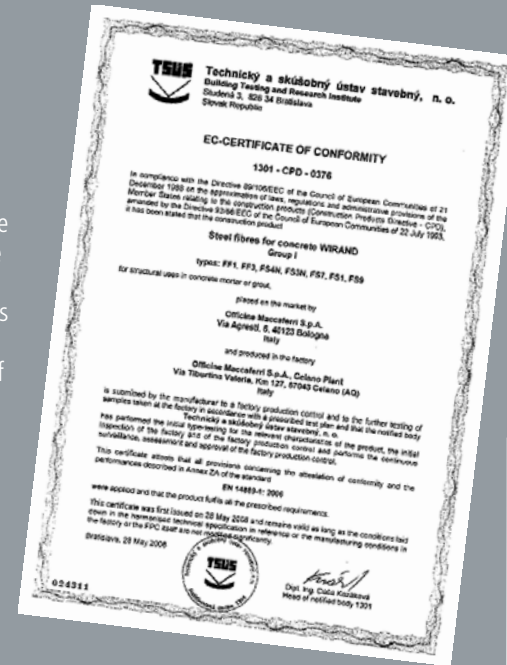 TSUS
Technický a skúšobný ústav stavebný, n. o.
Building Testing and Research Institute
Studená 3, 826 34 Bratislava
Slovak Republic
EC-CERTIFICATE OF CONFORMITY
1301 - CPD - 0376
In compliance with the Directive 89/106/EEC of the Council of European Communities of 21
December 1988 on the approximation of laws, regulations and administrative provisions of the
Member States relating to the construction products (Construction Products Directive - CPD),
amended by the Directive 93/68/EEC of the Council of European Communities of 22 July 1993,
it has been stated that the construction product
Steel fibres for concrete WIRAND
Group I
types: FF1, FF3, FS4N, FS3N, FS7, FS1, FS9
for structural uses in concrete mortar or grout,
placed on the market by
Officine Maccaferri S.p.A.
Via Agresti, 6, 40123 Bologna
Italy
and produced in the factory
Officine Maccaferri S.p.A., Celano Plant
Via Tiburtina Valeria, Km 127, 67043 Celano (AQ)
Italy
is submitted by the manufacturer to a factory production control and to the further testing of
samples taken at the factory in accordance with a prescribed test plan and that the notified body
Technický a skúšobný ústav stavebný, n. o.
has performed the initial type-testing for the relevant characteristics of the product, the initial
inspection of the factory and of the factory production control and performs the continuous
surveillance, assessment and approval of the factory production control.
This certificate attests that all provisions concerning the attestation of conformity and the
performances described in Annex ZA of the standard
EN 14889-1: 2006
were applied and that the product fulfils all the prescribed requirements.
This certificate was first issued on 28 May 2008 and remains valid as long as the conditions laid
down in the harmonised technical specification in reference or the manufacturing conditions in
the factory or the FPC itself are not modified significantly.
Bratislava, 28 May 2008
TSUS
Dipl. Ing. Daša Kozáková
Head of notified body 1301
024311